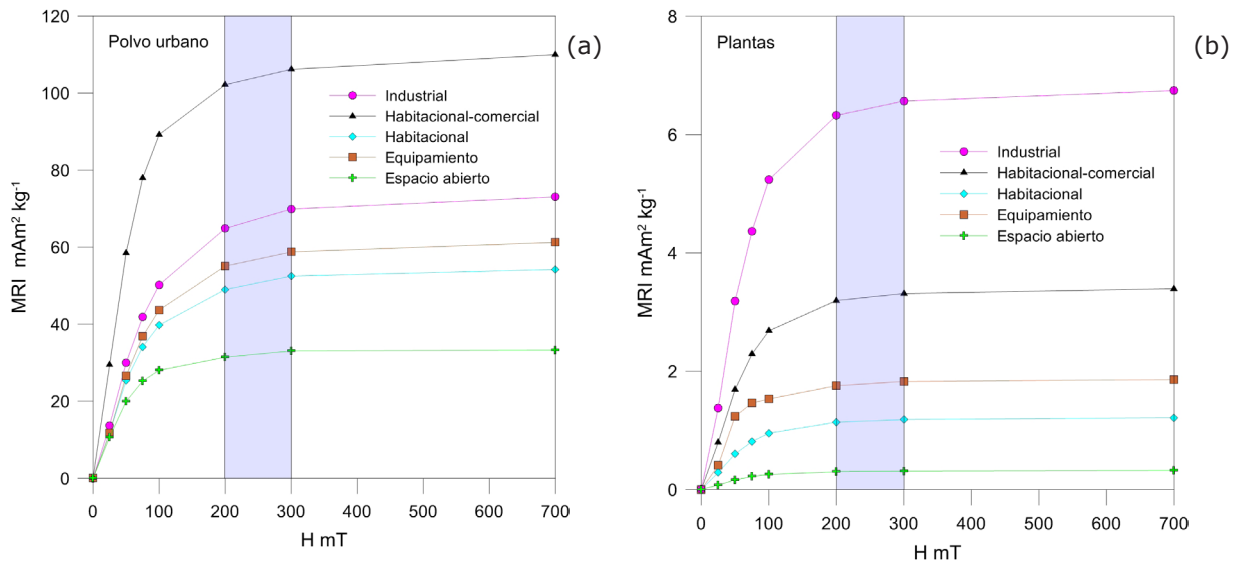 120
100
80
60
40
20
0
MRI mAm² kg⁻¹
Polvo urbano
(a)
Industrial
Habitacional-comercial
Habitacional
Equipamiento
Espacio abierto
0 100 200 300 400 500 600 700
H mT
8
6
4
2
0
MRI mAm² kg⁻¹
Plantas
(b)
Industrial
Habitacional-comercial
Habitacional
Equipamiento
Espacio abierto
0 100 200 300 400 500 600 700
H mT